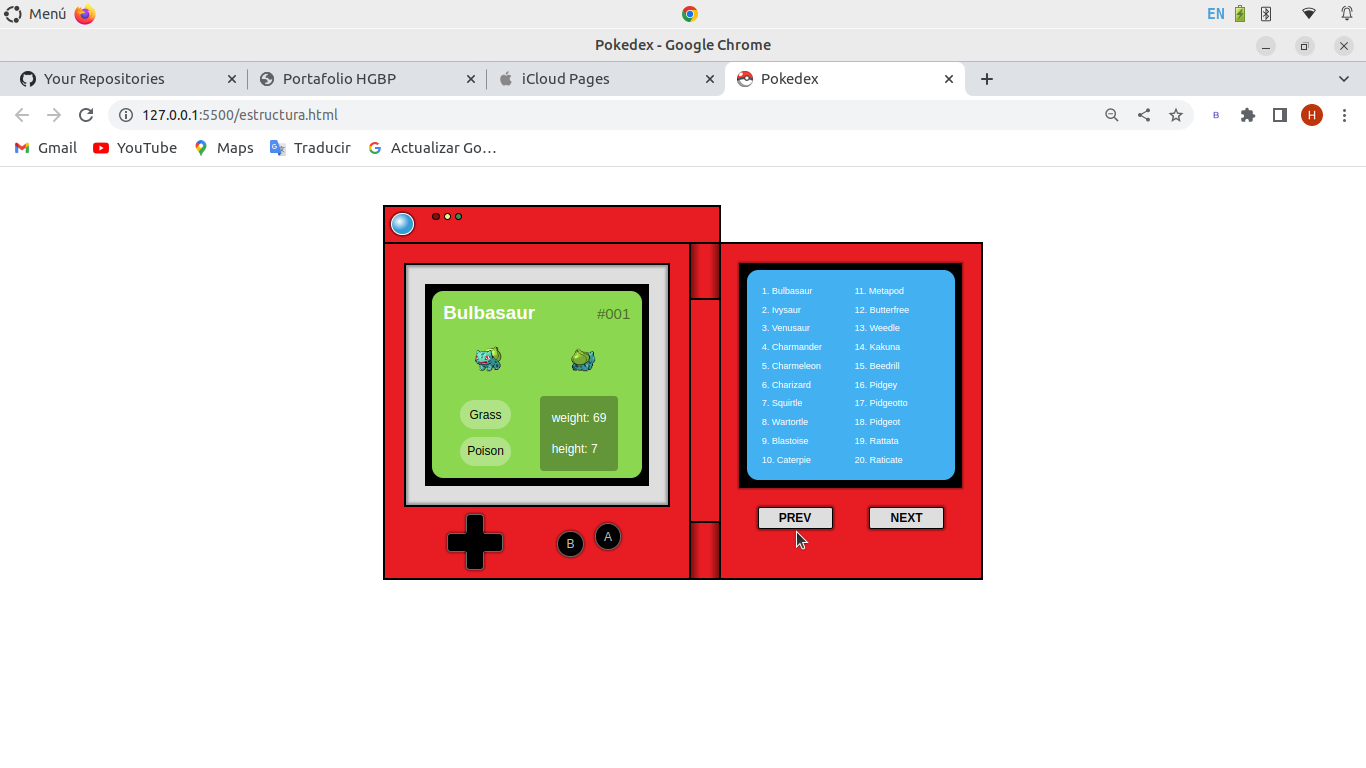 Menú
EN
Pokedex - Google Chrome
Your Repositories
Portafolio HGBP
iCloud Pages
Pokedex
127.0.0.1:5500/estructura.html
B
H
Gmail
YouTube
Maps
Traducir
Actualizar Go…
Bulbasaur #001
Grass
Poison
weight: 69
height: 7
B
A
1. Bulbasaur
2. Ivysaur
3. Venusaur
4. Charmander
5. Charmeleon
6. Charizard
7. Squirtle
8. Wartortle
9. Blastoise
10. Caterpie
11. Metapod
12. Butterfree
13. Weedle
14. Kakuna
15. Beedrill
16. Pidgey
17. Pidgeotto
18. Pidgeot
19. Rattata
20. Raticate
PREV
NEXT